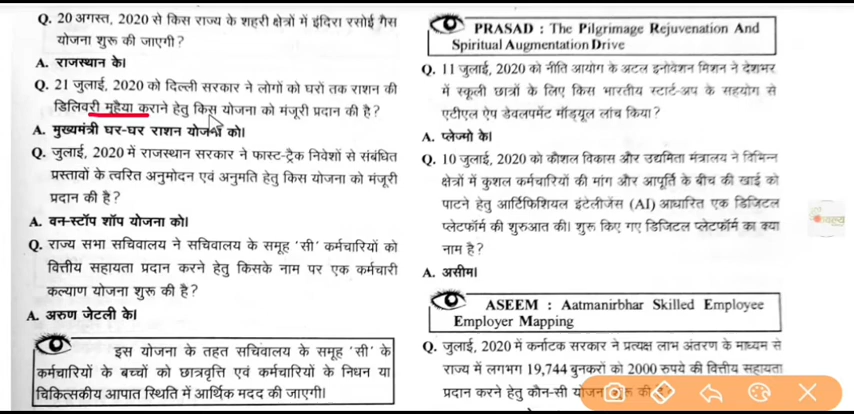 Q. 20 अगस्त, 2020 से किस राज्य के शहरी क्षेत्रों में इंदिरा रसोई गैस
योजना शुरू की जाएगी?
A. राजस्थान के।
Q. 21 जुलाई, 2020 को दिल्ली सरकार ने लोगों को घरों तक राशन की
डिलिवरी मुहैया कराने हेतु किस योजना को मंजूरी प्रदान की है?
A. मुख्यमंत्री घर-घर राशन योजना को।
Q. जुलाई, 2020 में राजस्थान सरकार ने फास्ट-ट्रैक निवेशों से संबंधित
प्रस्तावों के त्वरित अनुमोदन एवं अनुमति हेतु किस योजना को मंजूरी
प्रदान की है?
A. वन-स्टॉप शॉप योजना को।
Q. राज्य सभा सचिवालय ने सचिवालय के समूह 'सी' कर्मचारियों को
वित्तीय सहायता प्रदान करने हेतु किसके नाम पर एक कर्मचारी
कल्याण योजना शुरू की है?
A. अरुण जेटली के।
इस योजना के तहत सचिवालय के समूह 'सी' के
कर्मचारियों के बच्चों को छात्रवृत्ति एवं कर्मचारियों के निधन या
चिकित्सकीय आपात स्थिति में आर्थिक मदद की जाएगी।
PRASAD : The Pilgrimage Rejuvenation And
Spiritual Augmentation Drive
Q. 11 जुलाई, 2020 को नीति आयोग के अटल इनोवेशन मिशन ने देशभर
में स्कूली छात्रों के लिए किस भारतीय स्टार्ट-अप के सहयोग से
एटीएल ऐप डेवलपमेंट मॉड्यूल लांच किया?
A. प्लेज्मो के।
Q. 10 जुलाई, 2020 को कौशल विकास और उद्यमिता मंत्रालय ने विभिन्न
क्षेत्रों में कुशल कर्मचारियों की मांग और आपूर्ति के बीच की खाई को
पाटने हेतु आर्टिफिशियल इंटेलीजेंस (AI) आधारित एक डिजिटल
प्लेटफॉर्म की शुरुआत की। शुरू किए गए डिजिटल प्लेटफॉर्म का क्या
नाम है?
A. असीम।
ASEEM : Aatmanirbhar Skilled Employee
Employer Mapping
Q. जुलाई, 2020 में कर्नाटक सरकार ने प्रत्यक्ष लाभ अंतरण के माध्यम से
राज्य में लगभग 19,744 बुनकरों को 2000 रुपये की वित्तीय सहायता
प्रदान करने हेतु कौन-सी